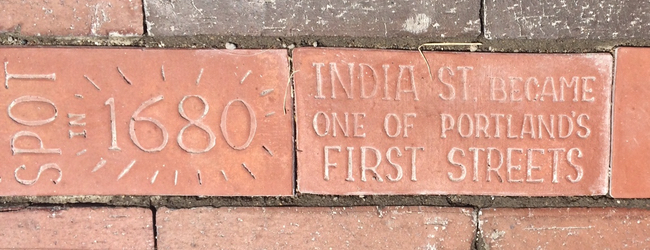 SPOT
IN
1680
INDIA ST. BECAME
ONE OF PORTLAND'S
FIRST STREETS